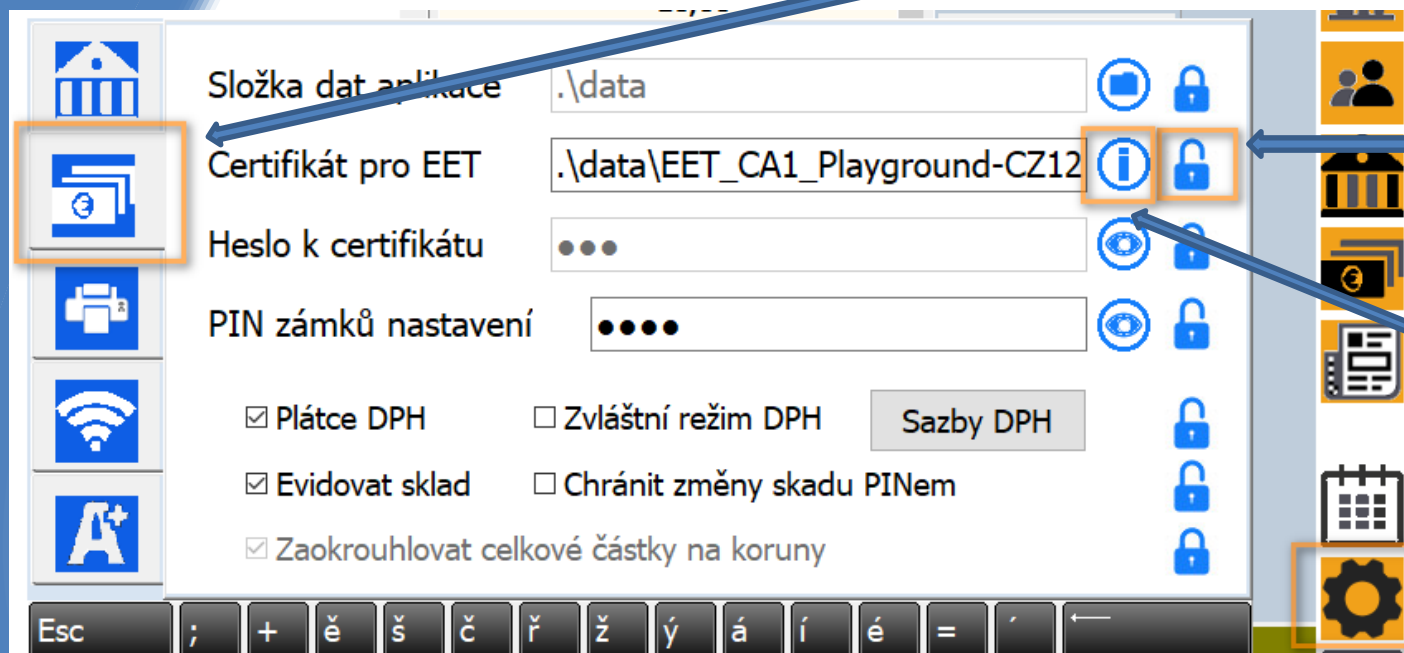 Složka dat aplikace .\data
Certifikát pro EET .\data\EET_CA1_Playground-CZ12
Heslo k certifikátu ●●●
PIN zámků nastavení ●●●●
Plátce DPH Zvláštní režim DPH Sazby DPH
Evidovat sklad Chránit změny skadu PINem
Zaokrouhlovat celkové částky na koruny
Esc ; + ě š č ř ž ý á í é = ´ ←